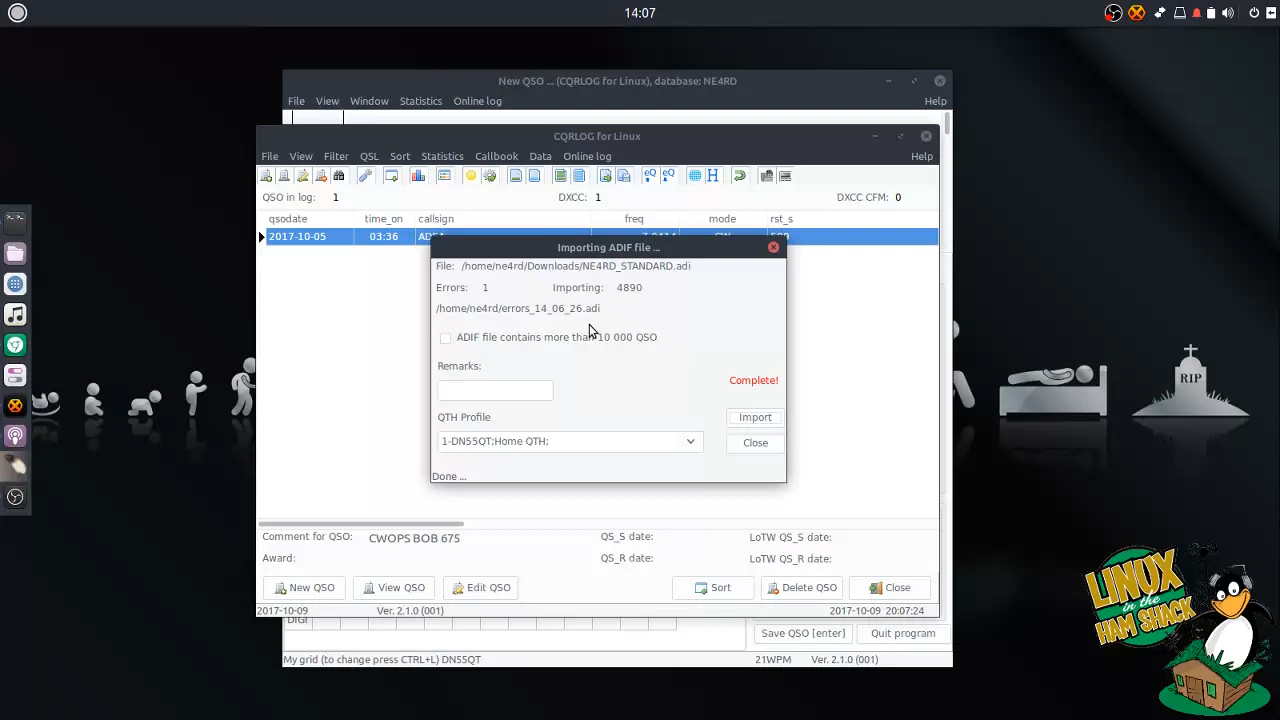 14:07
New QSO ... (CQRLOG for Linux), database: NE4RD
File View Window Statistics Online log Help
CQRLOG for Linux
File View Filter QSL Sort Statistics Callbook Data Online log Help
QSO in log: 1 DXCC: 1 DXCC CFM: 0
qsodate time_on callsign freq mode rst_s
2017-10-05 03:36
Importing ADIF file ...
File: /home/ne4rd/Downloads/NE4RD_STANDARD.adi
Errors: 1 Importing: 4890
/home/ne4rd/errors_14_06_26.adi
ADIF file contains more than 10 000 QSO
Remarks:
Complete!
QTH Profile
Import
1-DN55QT;Home QTH;
Close
Done ...
RIP
Comment for QSO: CWOPS BOB 675 QS_S date: LoTW QS_S date:
Award: QS_R date: LoTW QS_R date:
New QSO View QSO Edit QSO Sort Delete QSO Close
2017-10-09 Ver. 2.1.0 (001) 2017-10-09 20:07:24
DIGI
Save QSO [enter] Quit program
My grid (to change press CTRL+L) DN55QT 21WPM Ver. 2.1.0 (001)
LINUX
in the
HAM SHACK